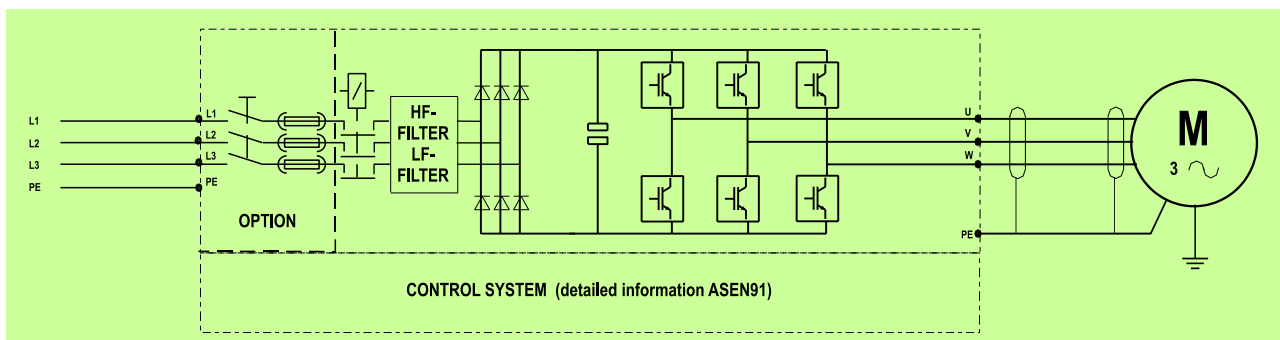 L1
L2
L3
PE
L1
L2
L3
PE
OPTION
HF-
FILTER
LF-
FILTER
U
V
W
PE
M
3
CONTROL SYSTEM (detailed information ASEN91)